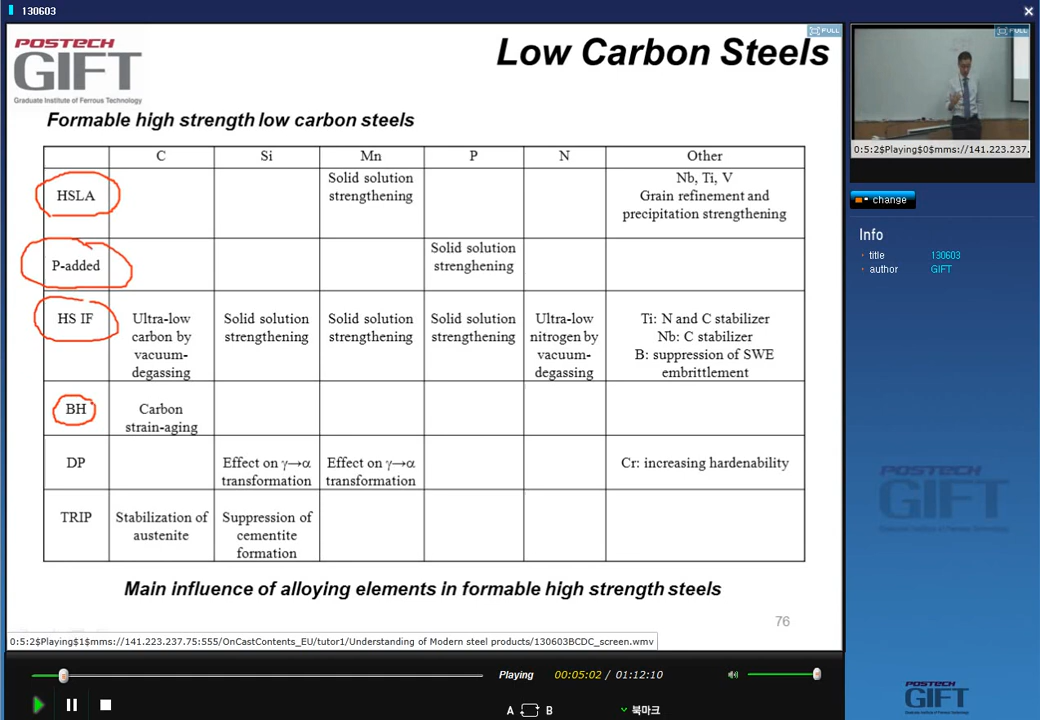 130603
POSTECH
GIFT
Graduate Institute of Ferrous Technology
FULL
Low Carbon Steels
Formable high strength low carbon steels
C Si Mn P N Other
HSLA
Solid solution
strengthening
Nb, Ti, V
Grain refinement and
precipitation strengthening
P-added
Solid solution
strenghening
HS IF
Ultra-low
carbon by
vacuum-
degassing
Solid solution
strengthening
Solid solution
strengthening
Solid solution
strengthening
Ultra-low
nitrogen by
vacuum-
degassing
Ti: N and C stabilizer
Nb: C stabilizer
B: suppression of SWE
embrittlement
BH
Carbon
strain-aging
DP
Effect on γ→α
transformation
Effect on γ→α
transformation
Cr: increasing hardenability
TRIP
Stabilization of
austenite
Suppression of
cementite
formation
Main influence of alloying elements in formable high strength steels
76
0:5:2$Playing$1$mms://141.223.237.75:555/OnCastContents_EU/tutor1/Understanding of Modern steel products/130603BCDC_screen.wmv
Playing 00:05:02 / 01:12:10
A B 북마크
FULL
0:5:2$Playing$0$mms://141.223.237.
change
Info
title 130603
author GIFT
POSTECH
GIFT
POSTECH
GIFT